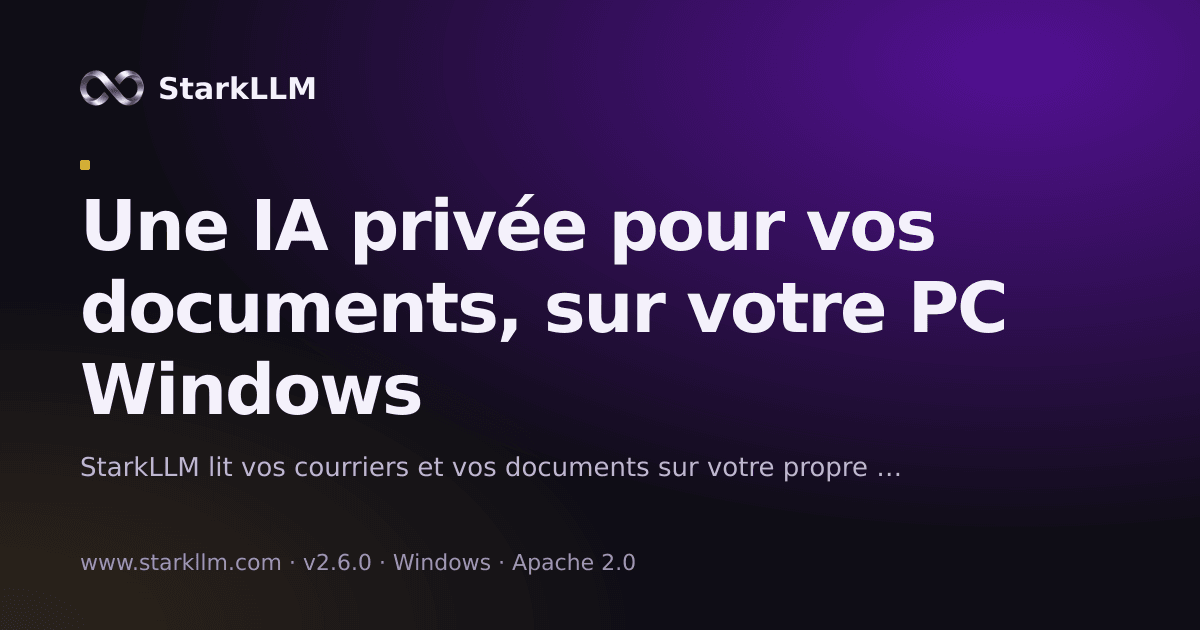 StarkLLM
Une IA privée pour vos
documents, sur votre PC
Windows
StarkLLM lit vos courriers et vos documents sur votre propre …
www.starkllm.com · v2.6.0 · Windows · Apache 2.0